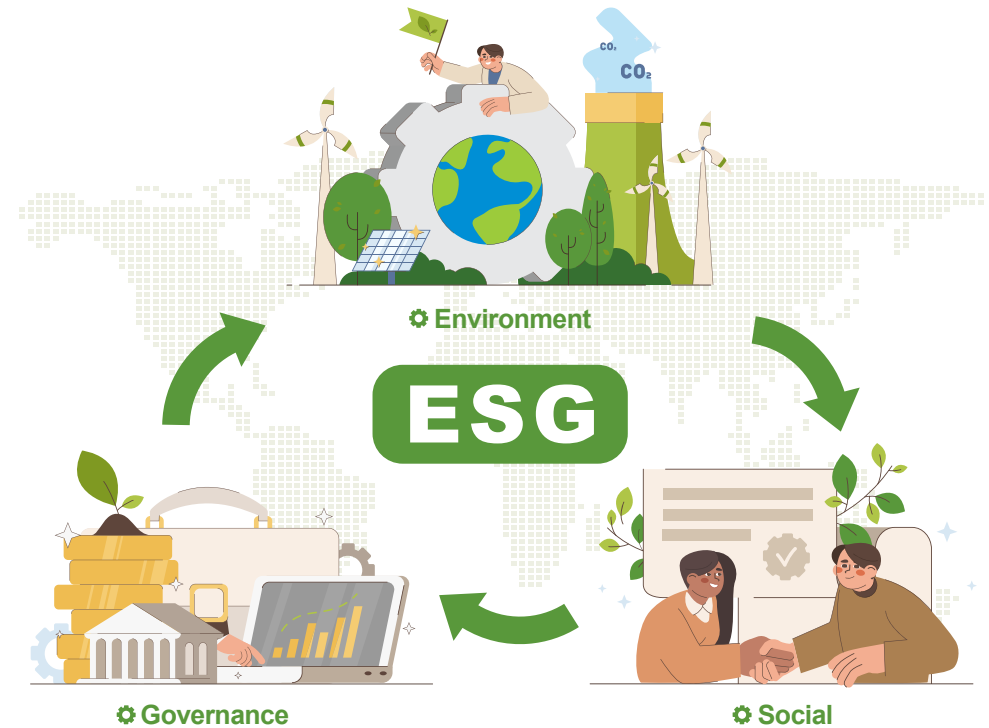 CO₂
CO₂
Environment
ESG
Governance
Social